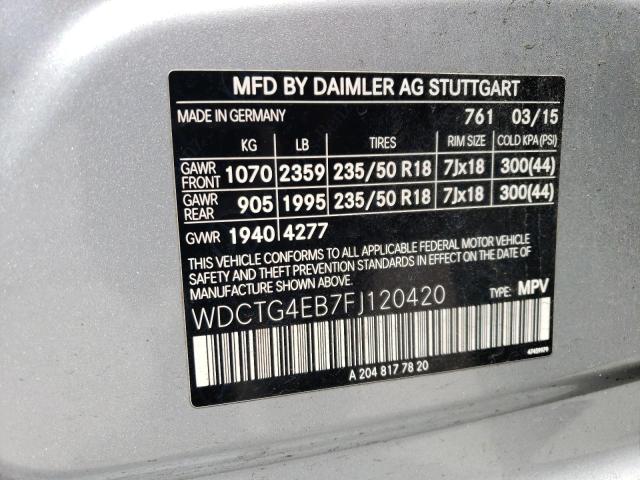 MFD BY DAIMLER AG STUTTGART
MADE IN GERMANY 761 03/15
KG LB TIRES RIM SIZE COLD KPA (PSI)
GAWR FRONT 1070 2359 235/50 R18 7Jx18 300(44)
GAWR REAR 905 1995 235/50 R18 7Jx18 300(44)
GVWR 1940 4277
THIS VEHICLE CONFORMS TO ALL APPLICABLE FEDERAL MOTOR VEHICLE
SAFETY AND THEFT PREVENTION STANDARDS IN EFFECT ON THE DATE OF
MANUFACTURE SHOWN ABOVE.
TYPE: MPV
WDCTG4EB7FJ120420
A 204 817 78 20